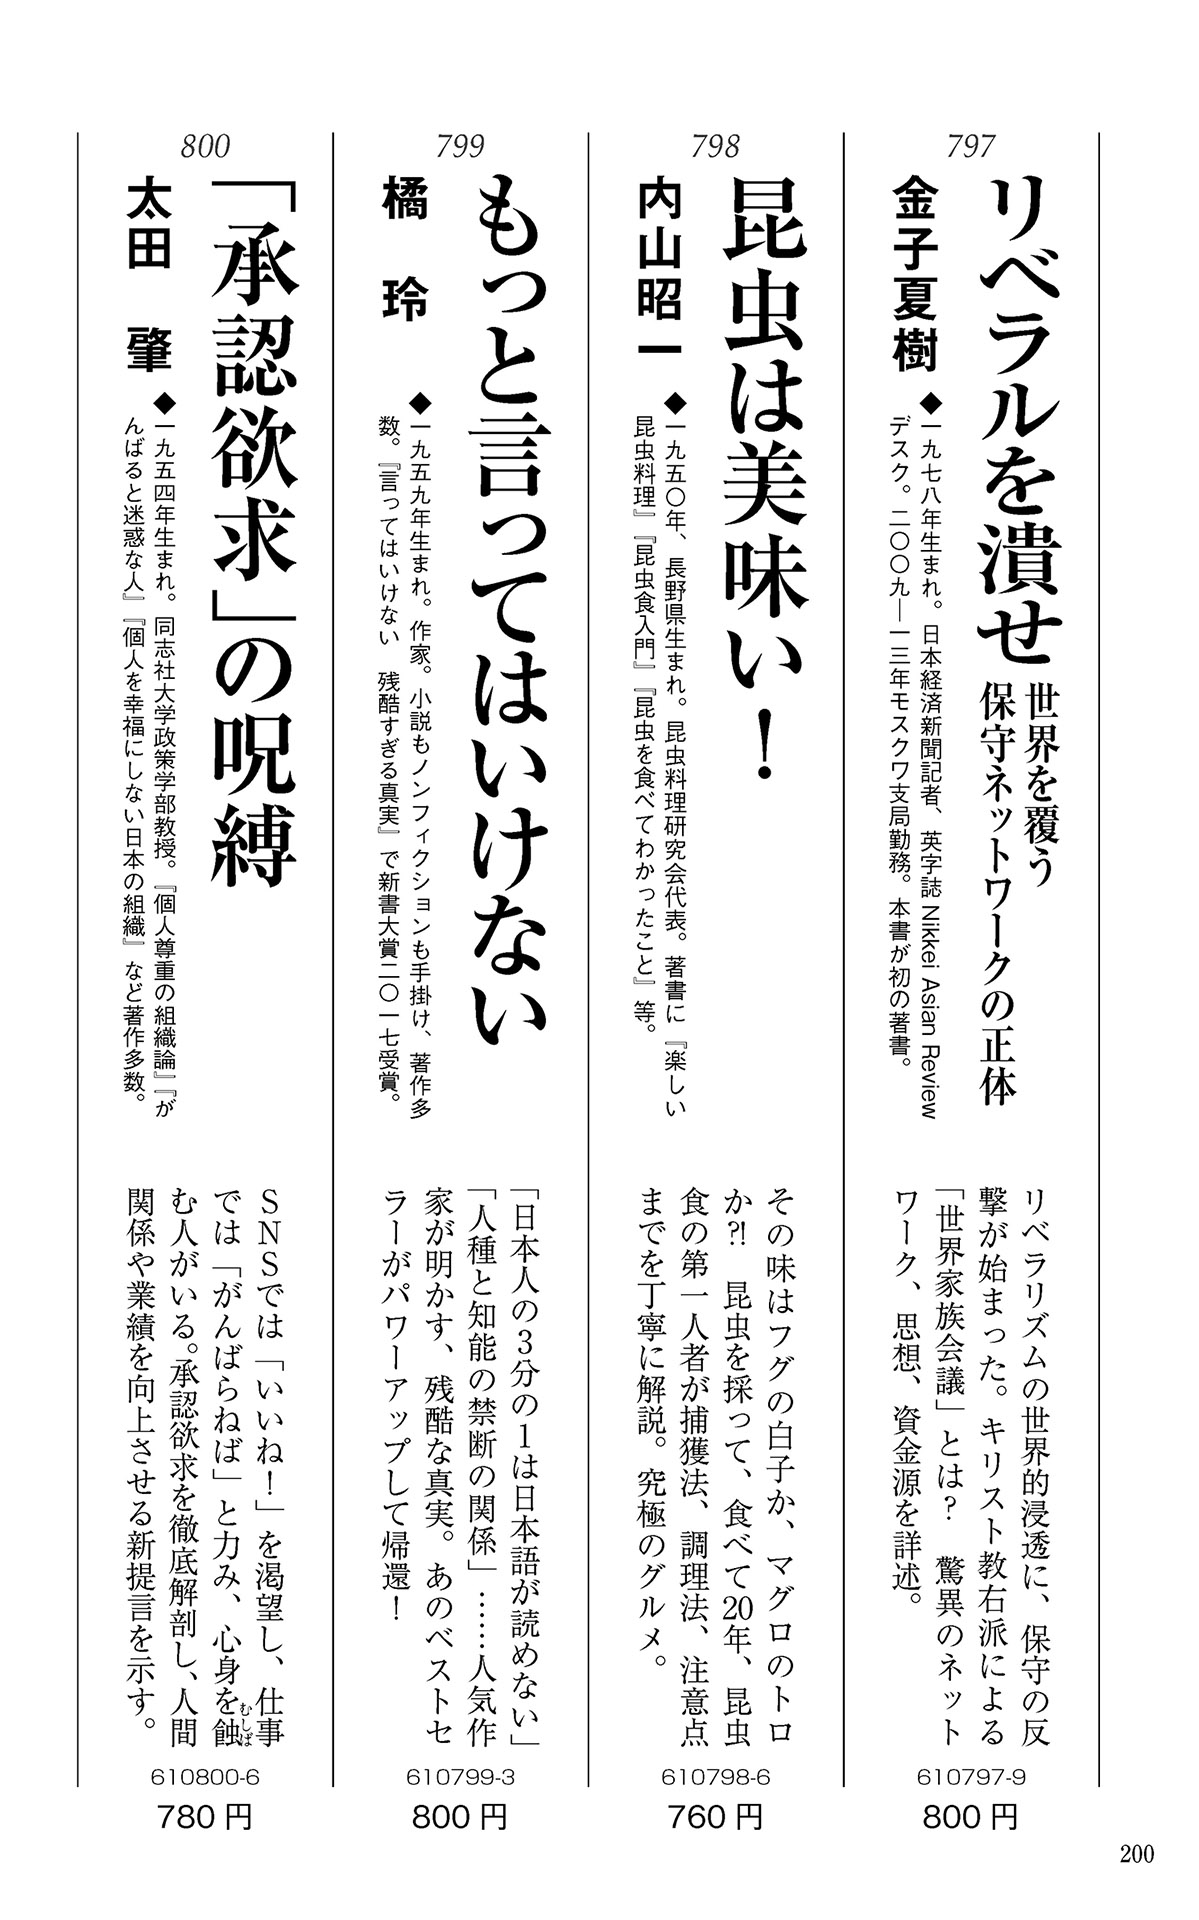 797
リベラルを潰せ
世界を覆う
保守ネットワークの正体
金子夏樹
◆一九七八年生まれ。日本経済新聞記者、英字誌 Nikkei Asian Review
デスク。二〇〇九―一三年モスクワ支局勤務。本書が初の著書。
リベラリズムの世界的浸透に、保守の反
撃が始まった。キリスト教右派による
「世界家族会議」とは？　驚異のネット
ワーク、思想、資金源を詳述。
610797-9
800円
798
昆虫は美味い！
内山昭一
◆一九五〇年、長野県生まれ。昆虫料理研究会代表。著書に『楽しい
昆虫料理』『昆虫食入門』『昆虫を食べてわかったこと』等。
その味はフグの白子か、マグロのトロ
か?!　昆虫を採って、食べて20年、昆虫
食の第一人者が捕獲法、調理法、注意点
までを丁寧に解説。究極のグルメ。
610798-6
760円
799
もっと言ってはいけない
橘　玲
◆一九五九年生まれ。作家。小説もノンフィクションも手掛け、著作多
数。『言ってはいけない　残酷すぎる真実』で新書大賞二〇一七受賞。
「日本人の3分の1は日本語が読めない」
「人種と知能の禁断の関係」……人気作
家が明かす、残酷な真実。あのベストセ
ラーがパワーアップして帰還！
610799-3
800円
800
「承認欲求」の呪縛
太田　肇
◆一九五四年生まれ。同志社大学政策学部教授。『個人尊重の組織論』『が
んばると迷惑な人』『個人を幸福にしない日本の組織』など著作多数。
ＳＮＳでは「いいね！」を渇望し、仕事
では「がんばらねば」と力み、心身を蝕むしば
む人がいる。承認欲求を徹底解剖し、人間
関係や業績を向上させる新提言を示す。
610800-6
780円
200